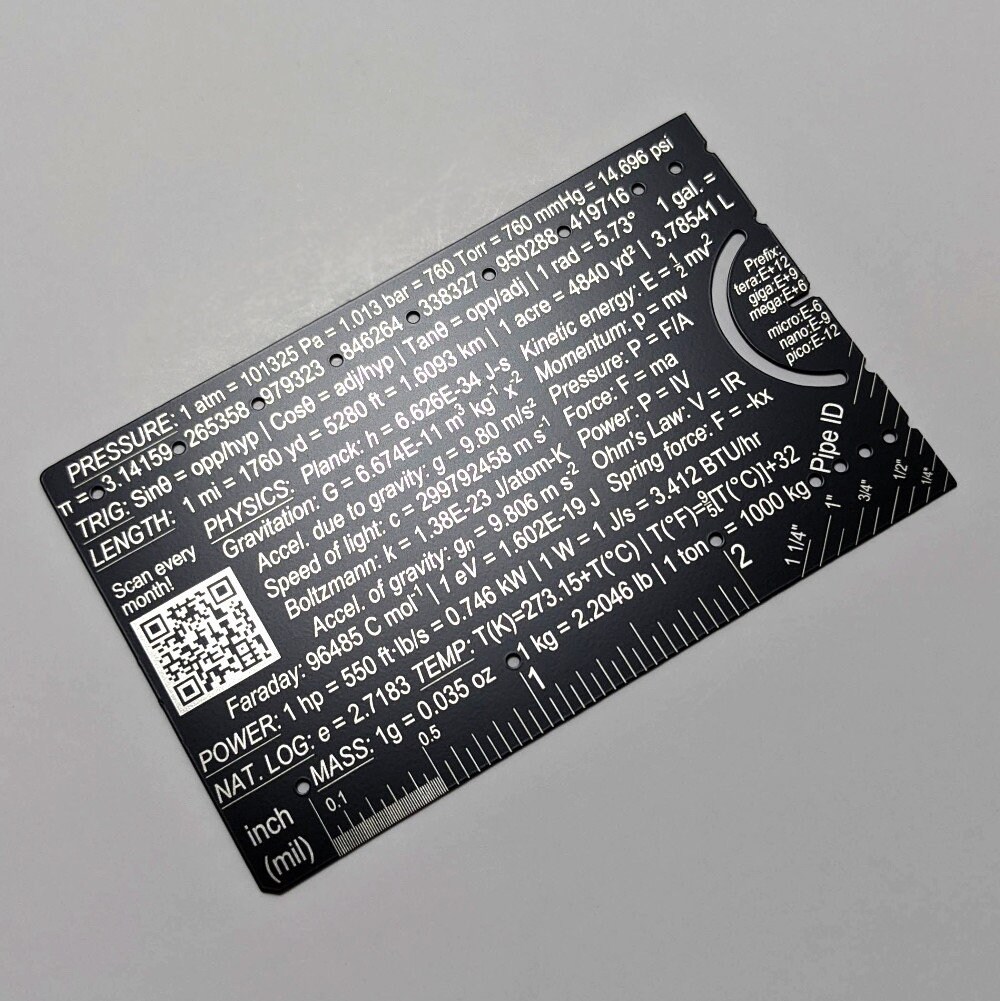 PRESSURE: 1 atm = 101325 Pa = 1.013 bar = 760 Torr = 760 mmHg = 14.696 psi
π = 3.14159 265358 979323 846264 338327 950288 419716
TRIG: Sinθ = opp/hyp | Cosθ = adj/hyp | Tanθ = opp/adj | 1 rad = 5.73°
LENGTH: 1 mi = 1760 yd = 5280 ft = 1.6093 km | 1 acre = 4840 yd² |
1 gal. =
3.78541 L
PHYSICS: Planck: h = 6.626E-34 J-s
Gravitation: G = 6.674E-11 m³ kg⁻¹ x²
Accel. due to gravity: g = 9.80 m/s²
Speed of light: c = 299792458 m s⁻¹
Boltzmann: k = 1.38E-23 J/atom-K
Accel. of gravity: gₙ = 9.806 m s⁻²
Faraday: 96485 C mol⁻¹ | 1 eV = 1.602E-19 J
Kinetic energy: E = ½ mv²
Momentum: p = mv
Pressure: P = F/A
Force: F = ma
Power: P = IV
Ohm's Law: V = IR
Spring force: F = -kx
Prefix:
tera:E+12
giga:E+9
mega:E+6
micro:E-6
nano:E-9
pico:E-12
Scan every
month!
POWER: 1 hp = 550 ft·lb/s = 0.746 kW | 1 W = 1 J/s = 3.412 BTU/hr
NAT. LOG: e = 2.7183 TEMP: T(K)=273.15+T(°C) | T(°F)=9/5[T(°C)]+32
MASS: 1g = 0.035 oz 1 kg = 2.2046 lb | 1 ton = 1000 kg
Pipe ID
1 1/4" 1" 3/4" 1/2" 1/4"
inch
(mil)
0.1 0.5 1 2